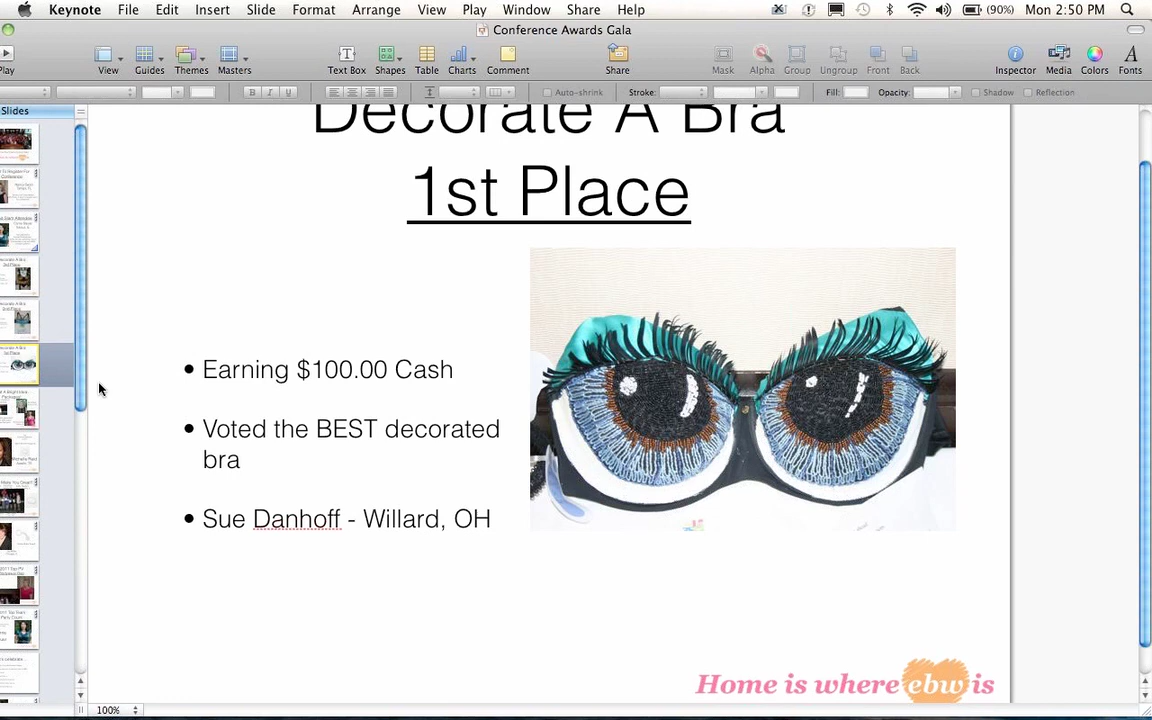 Keynote File Edit Insert Slide Format Arrange View Play Window Share Help (90%) Mon 2:50 PM
Conference Awards Gala
Play View Guides Themes Masters Text Box Shapes Table Charts Comment Share Mask Alpha Group Ungroup Front Back Inspector Media Colors Fonts
B I U Auto-shrink Stroke: Fill: Opacity: Shadow Reflection
Slides
Decorate A Bra
1st Place
• Earning $100.00 Cash
• Voted the BEST decorated
bra
• Sue Danhoff - Willard, OH
Home is where ebw is
100%